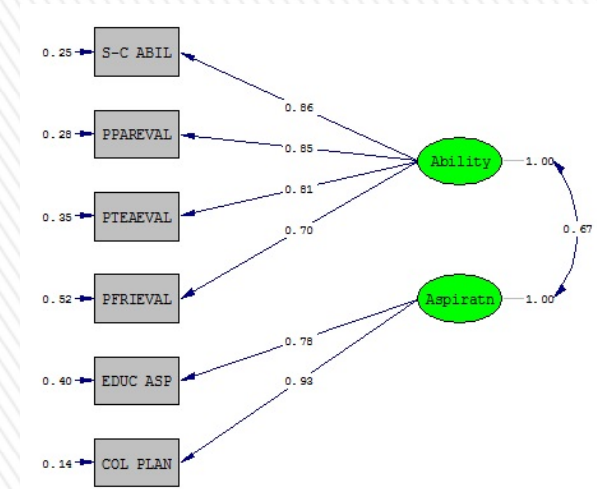 0.25 S-C ABIL
0.86
0.28 PPAREVAL
0.85 Ability 1.00
0.81
0.35 PTEAEVAL
0.70 0.67
0.52 PFRIEVAL
Aspiratn 1.00
0.78
0.40 EDUC ASP
0.93
0.14 COL PLAN